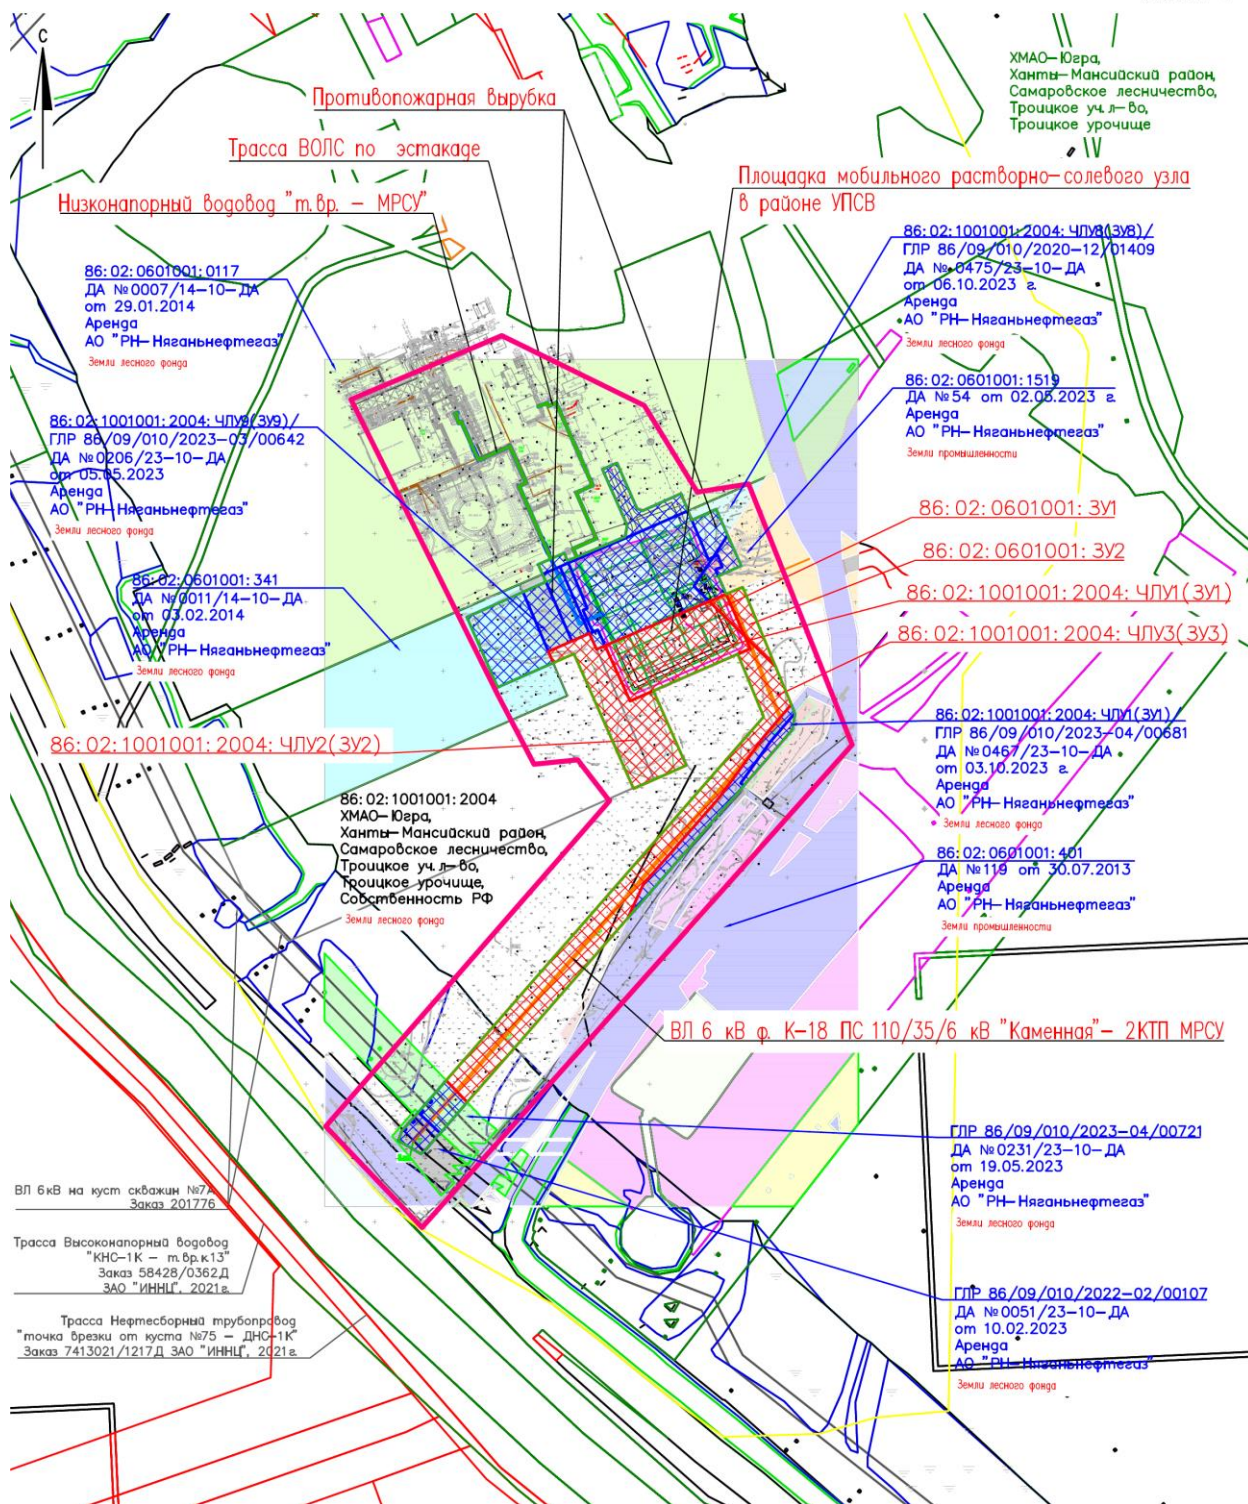 С
ХМАО-Югра,
Ханты-Мансийский район,
Самаровское лесничество,
Троицкое уч. л-во,
Троицкое урочище
Противопожарная вырубка
Трасса ВОЛС по эстакаде
Низконапорный водовод "т.вр. - МРСУ"
Площадка мобильного растворно-солевого узла
в районе УПСВ
86:02:0601001:0117
ДА №0007/14-10-ДА
от 29.01.2014
Аренда
АО "РН-Няганьнефтегаз"
Земли лесного фонда
86:02:1001001:2004:ЧЛУ8(ЗУ8)/
ГЛР 86/09/010/2020-12/01409
ДА №0475/23-10-ДА
от 06.10.2023 г.
Аренда
АО "РН-Няганьнефтегаз"
Земли лесного фонда
86:02:0601001:1519
ДА №54 от 02.05.2023 г.
Аренда
АО "РН-Няганьнефтегаз"
Земли промышленности
86:02:1001001:2004:ЧЛУ9(ЗУ9)/
ГЛР 86/09/010/2023-03/00642
ДА №0206/23-10-ДА
от 05.05.2023
Аренда
АО "РН-Няганьнефтегаз"
Земли лесного фонда
86:02:0601001:ЗУ1
86:02:0601001:ЗУ2
86:02:1001001:2004:ЧЛУ1(ЗУ1)
86:02:1001001:2004:ЧЛУ3(ЗУ3)
86:02:0601001:341
ДА №0011/14-10-ДА
от 03.02.2014
Аренда
АО "РН-Няганьнефтегаз"
Земли лесного фонда
86:02:1001001:2004:ЧЛУ2(ЗУ2)
86:02:1001001:2004:ЧЛУ1(ЗУ1)/
ГЛР 86/09/010/2023-04/00681
ДА №0467/23-10-ДА
от 03.10.2023 г.
Аренда
АО "РН-Няганьнефтегаз"
Земли лесного фонда
86:02:1001001:2004
ХМАО-Югра,
Ханты-Мансийский район,
Самаровское лесничество,
Троицкое уч. л-во,
Троицкое урочище,
Собственность РФ
Земли лесного фонда
86:02:0601001:401
ДА №119 от 30.07.2013
Аренда
АО "РН-Няганьнефтегаз"
Земли промышленности
ВЛ 6 кВ ф. К-18 ПС 110/35/6 кВ "Каменная"- 2КТП МРСУ
ГЛР 86/09/010/2023-04/00721
ДА №0231/23-10-ДА
от 19.05.2023
Аренда
АО "РН-Няганьнефтегаз"
Земли лесного фонда
ВЛ 6кВ на куст скважин №7А
Заказ 201776
Трасса Высоконапорный водовод
"КНС-1К - т.вр.к13"
Заказ 58428/0362Д
ЗАО "ИННЦ", 2021г.
Трасса Нефтесборный трубопровод
"точка врезки от куста №75 - ДНС-1К"
Заказ 7413021/1217Д ЗАО "ИННЦ", 2021г.
ГЛР 86/09/010/2022-02/00107
ДА №0051/23-10-ДА
от 10.02.2023
Аренда
АО "РН-Няганьнефтегаз"
Земли лесного фонда